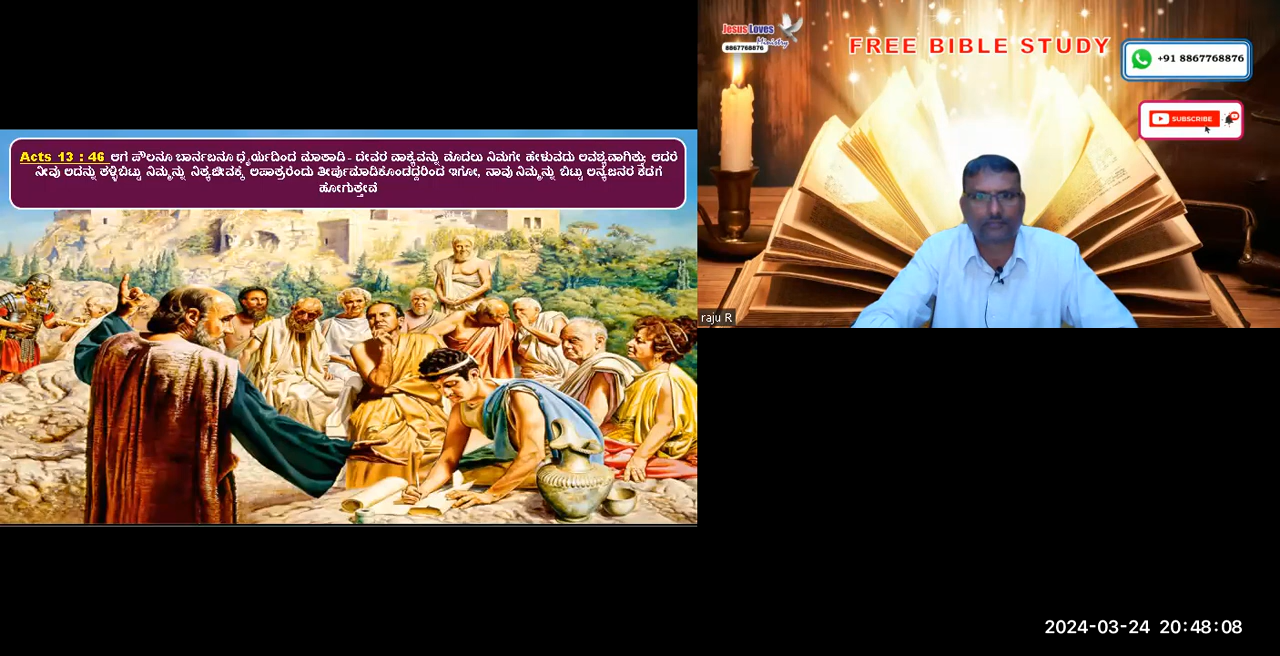 Acts 13 : 46 ಆಗ ಪೌಲನೂ ಬಾರ್ನಬನೂ ಧೈರ್ಯದಿಂದ ಮಾತಾಡಿ - ದೇವರ ವಾಕ್ಯವನ್ನು ಮೊದಲು ನಿಮಗೇ ಹೇಳುವದು ಅವಶ್ಯವಾಗಿತ್ತು; ಆದರೆ
ನೀವು ಅದನ್ನು ತಳ್ಳಿಬಿಟ್ಟು ನಿಮ್ಮನ್ನು ನಿತ್ಯಜೀವಕ್ಕೆ ಅಪಾತ್ರರೆಂದು ತೀರ್ಪುಮಾಡಿಕೊಂಡದ್ದರಿಂದ ಇಗೋ, ನಾವು ನಿಮ್ಮನ್ನು ಬಿಟ್ಟು ಅನ್ಯಜನರ ಕಡೆಗೆ
ಹೋಗುತ್ತೇವೆ
Jesus Loves
Ministry
8867768876
FREE BIBLE STUDY
+91 8867768876
SUBSCRIBE
raju R
2024-03-24 20:48:08